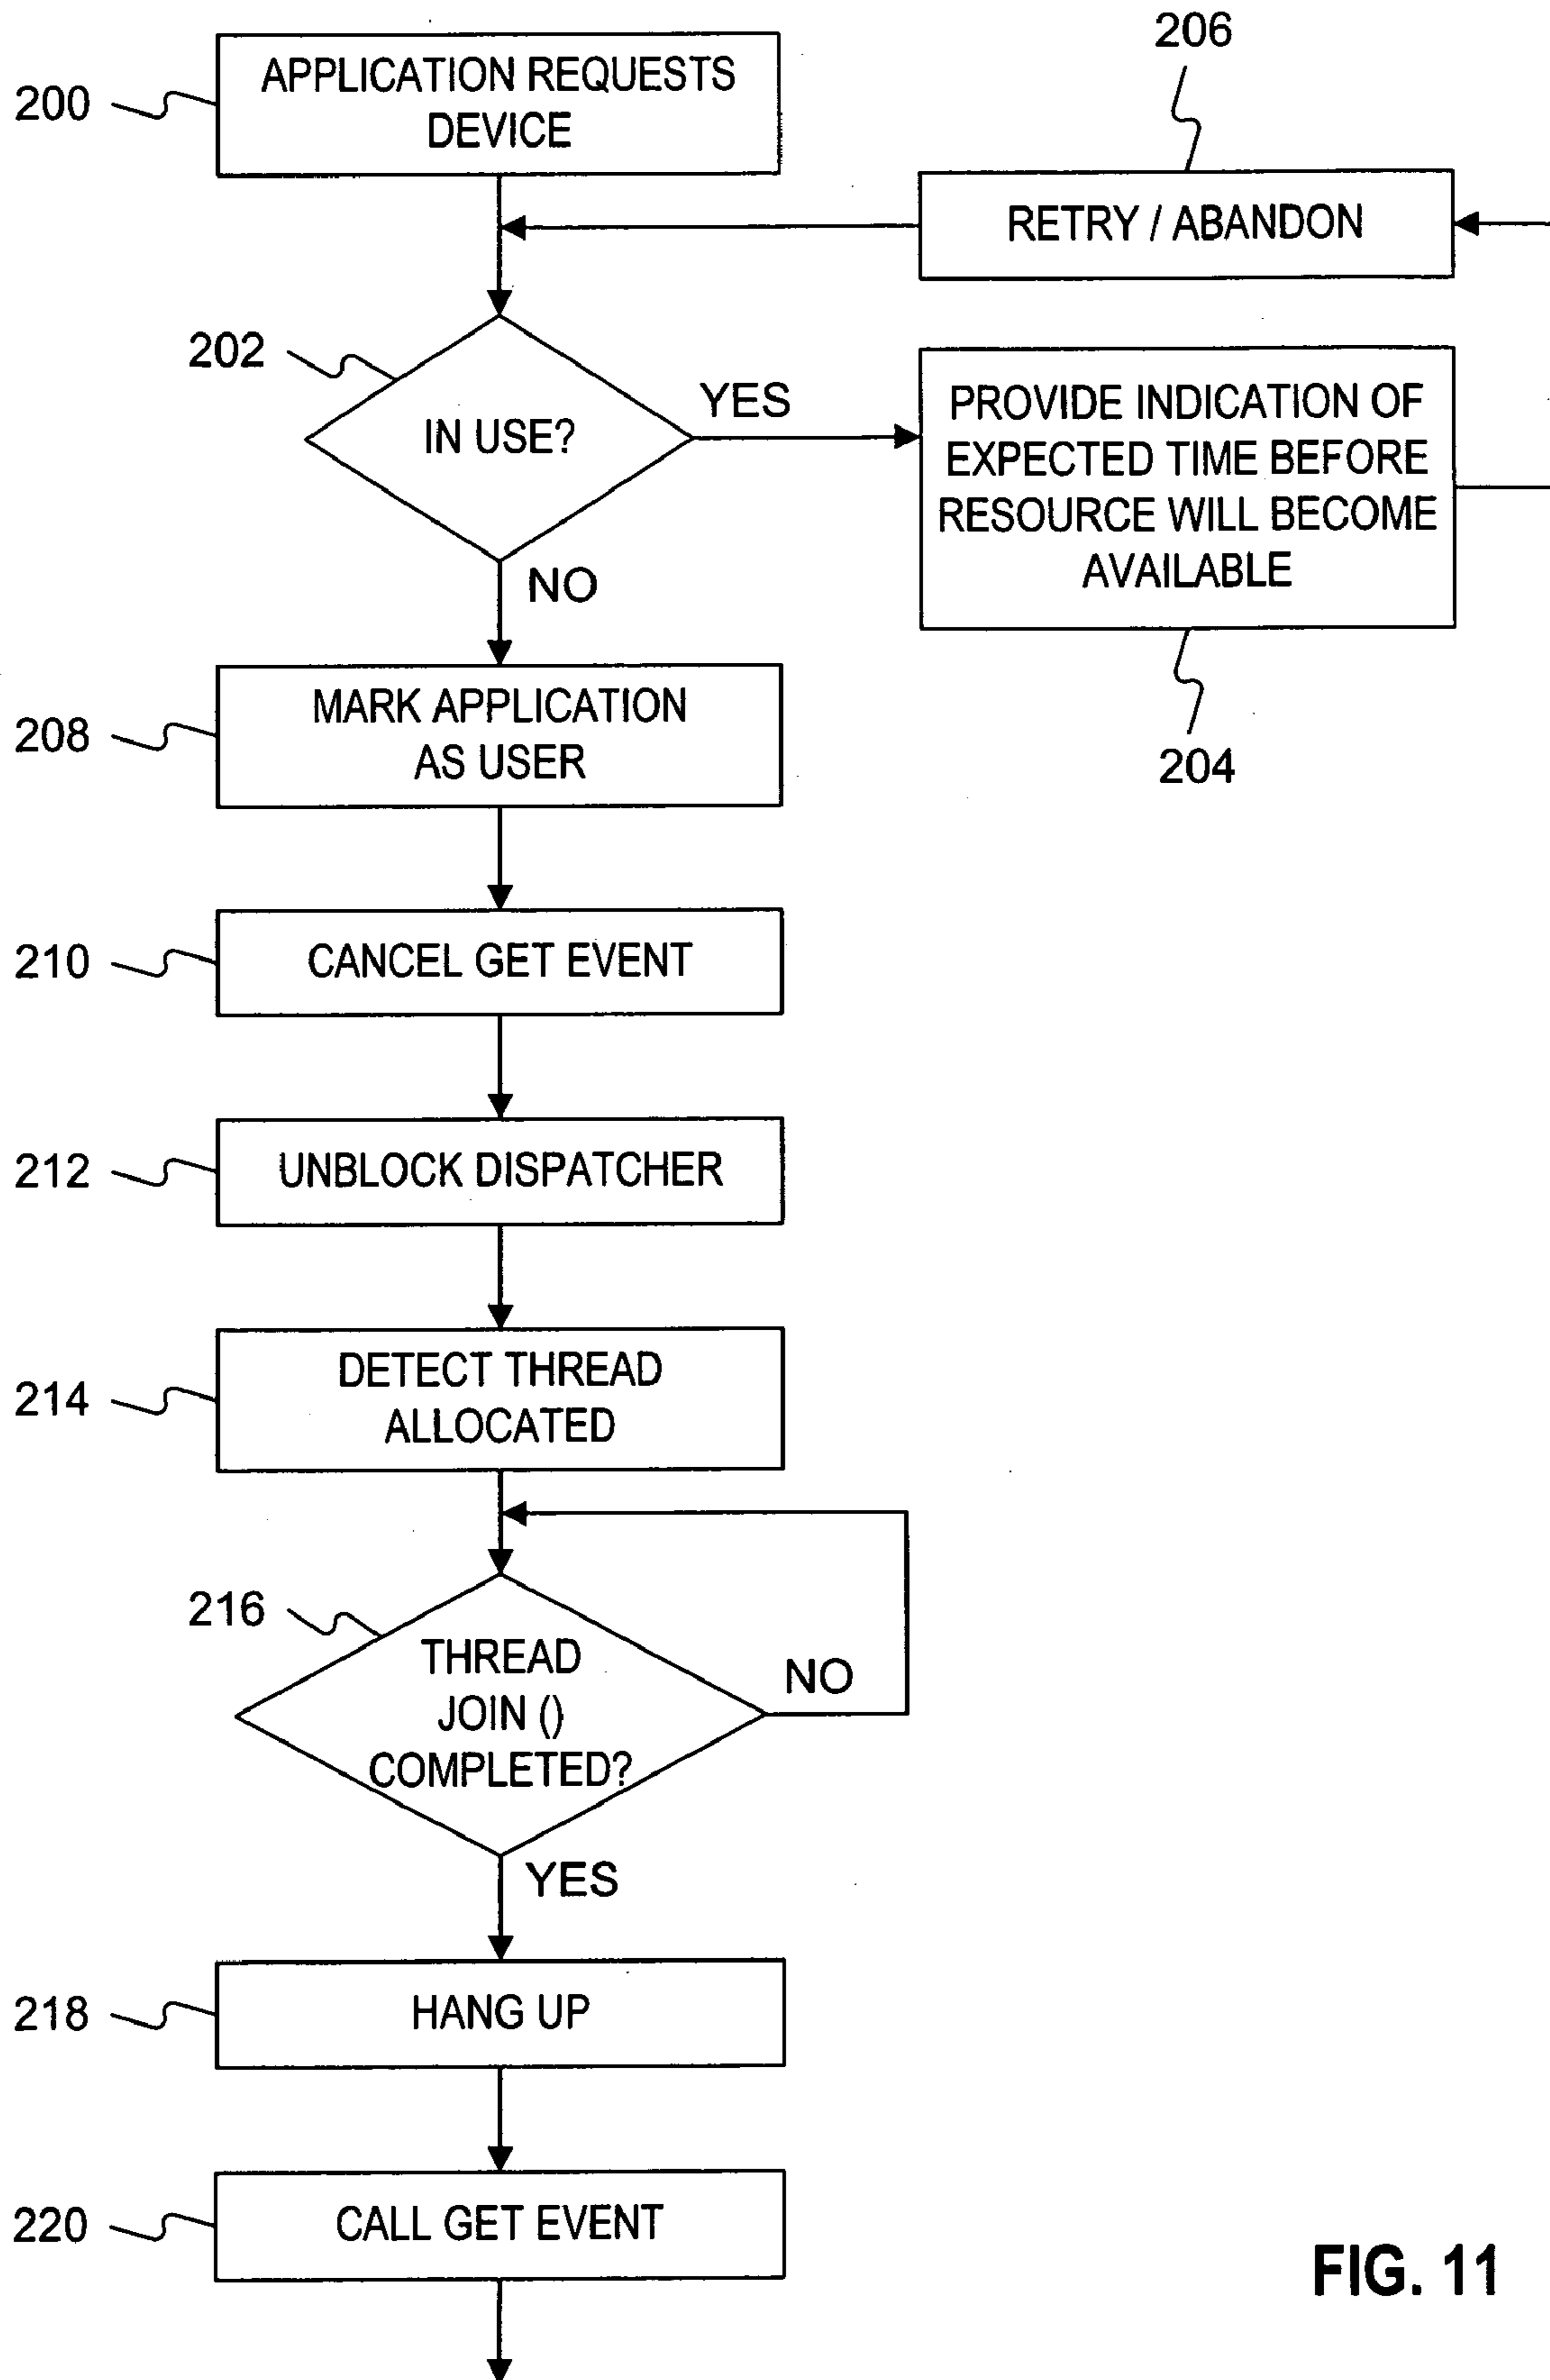 206
200
APPLICATION REQUESTS
DEVICE
RETRY / ABANDON
202
IN USE?
YES
PROVIDE INDICATION OF
EXPECTED TIME BEFORE
RESOURCE WILL BECOME
AVAILABLE
NO
204
208
MARK APPLICATION
AS USER
210
CANCEL GET EVENT
212
UNBLOCK DISPATCHER
214
DETECT THREAD
ALLOCATED
216
THREAD
JOIN ()
COMPLETED?
NO
YES
218
HANG UP
220
CALL GET EVENT
FIG. 11